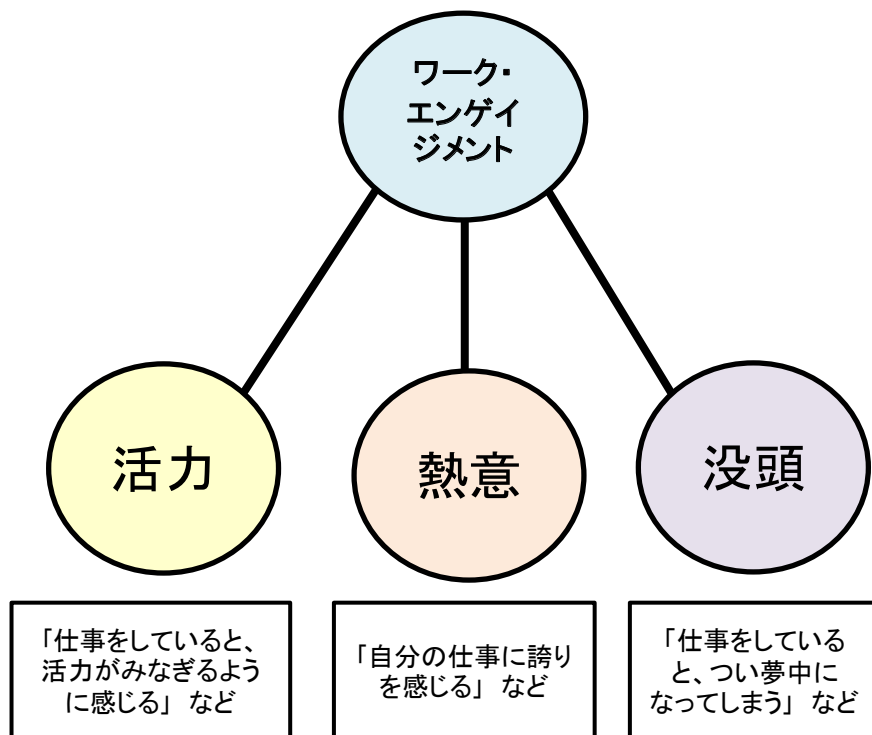 ワーク・
エンゲイ
ジメント
活力
熱意
没頭
「仕事をしていると、
活力がみなぎるよう
に感じる」 など
「自分の仕事に誇り
を感じる」 など
「仕事をしている
と、つい夢中に
なってしまう」 など